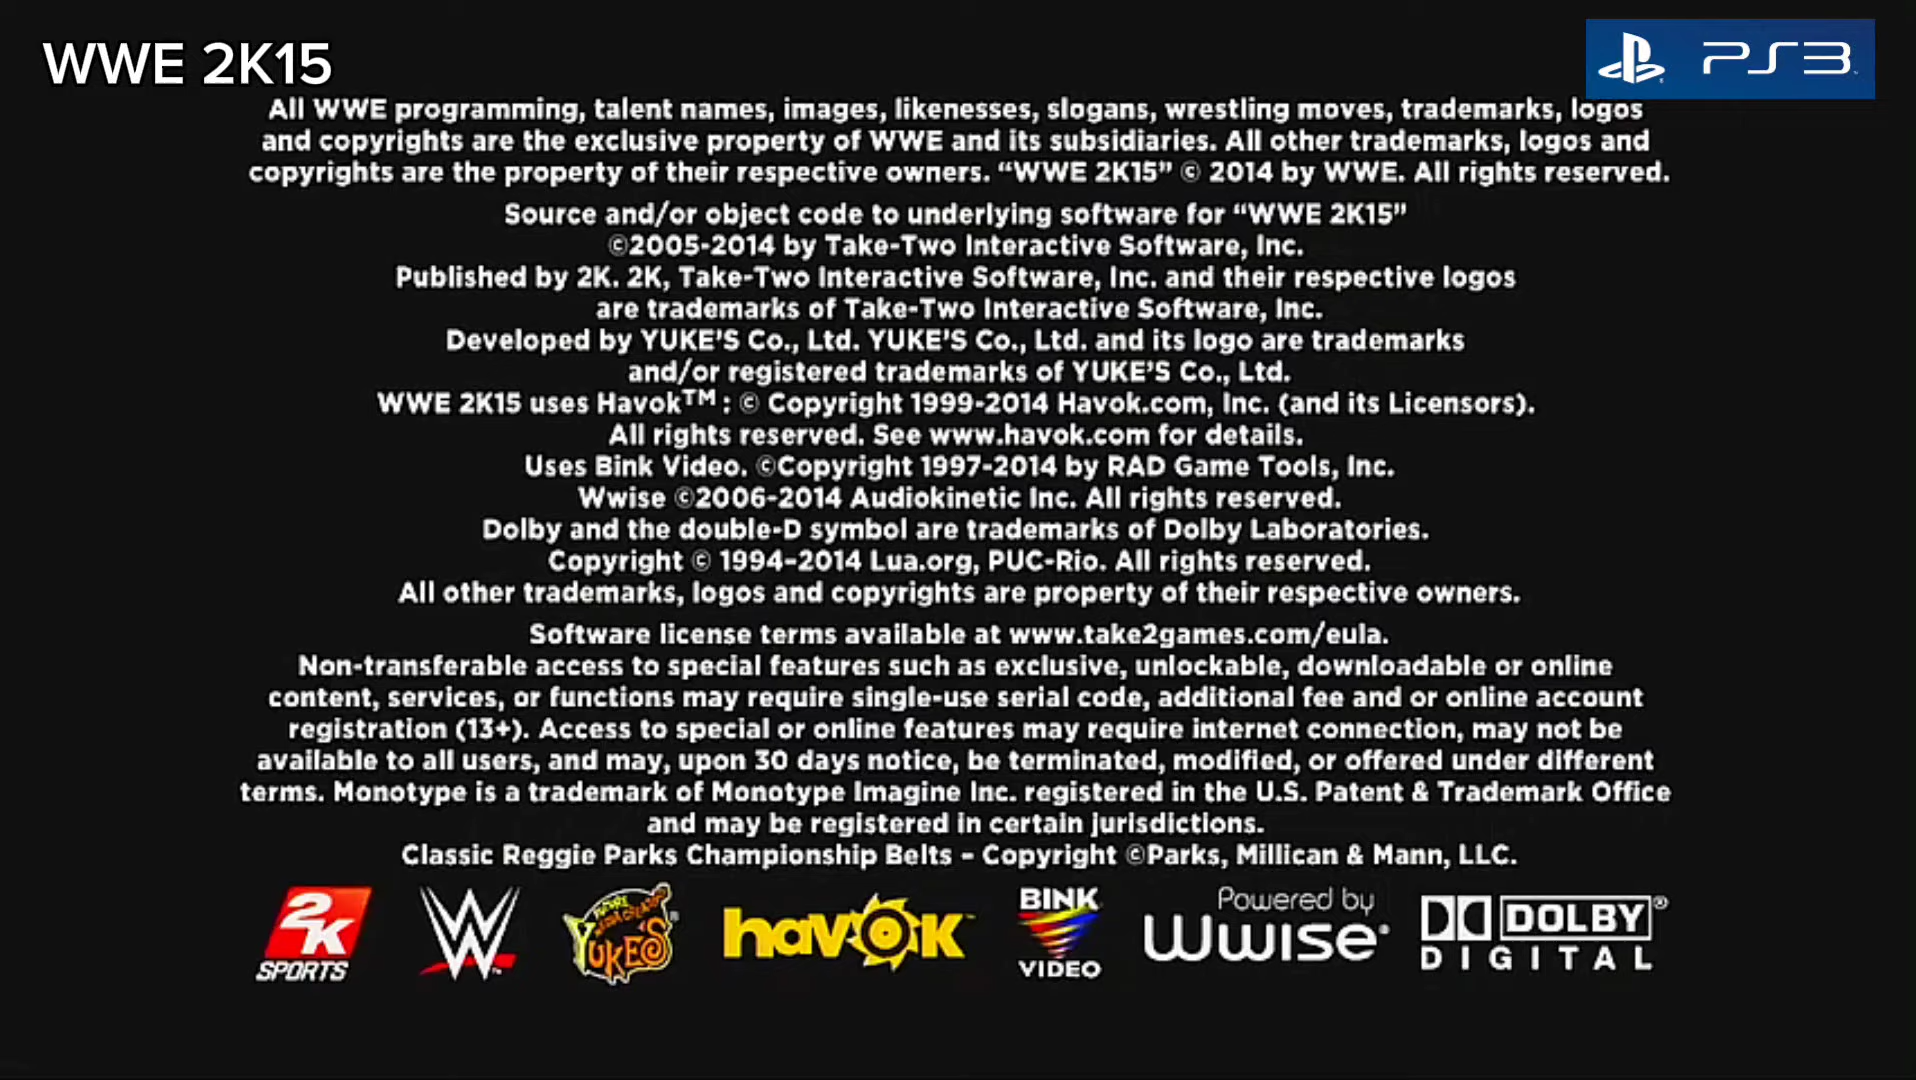 WWE 2K15
PS3
All WWE programming, talent names, images, likenesses, slogans, wrestling moves, trademarks, logos
and copyrights are the exclusive property of WWE and its subsidiaries. All other trademarks, logos and
copyrights are the property of their respective owners. “WWE 2K15” © 2014 by WWE. All rights reserved.
Source and/or object code to underlying software for “WWE 2K15”
©2005-2014 by Take-Two Interactive Software, Inc.
Published by 2K. 2K, Take-Two Interactive Software, Inc. and their respective logos
are trademarks of Take-Two Interactive Software, Inc.
Developed by YUKE’S Co., Ltd. YUKE’S Co., Ltd. and its logo are trademarks
and/or registered trademarks of YUKE’S Co., Ltd.
WWE 2K15 uses Havok™ : © Copyright 1999-2014 Havok.com, Inc. (and its Licensors).
All rights reserved. See www.havok.com for details.
Uses Bink Video. ©Copyright 1997-2014 by RAD Game Tools, Inc.
Wwise ©2006-2014 Audiokinetic Inc. All rights reserved.
Dolby and the double-D symbol are trademarks of Dolby Laboratories.
Copyright © 1994–2014 Lua.org, PUC-Rio. All rights reserved.
All other trademarks, logos and copyrights are property of their respective owners.
Software license terms available at www.take2games.com/eula.
Non-transferable access to special features such as exclusive, unlockable, downloadable or online
content, services, or functions may require single-use serial code, additional fee and or online account
registration (13+). Access to special or online features may require internet connection, may not be
available to all users, and may, upon 30 days notice, be terminated, modified, or offered under different
terms. Monotype is a trademark of Monotype Imagine Inc. registered in the U.S. Patent & Trademark Office
and may be registered in certain jurisdictions.
Classic Reggie Parks Championship Belts – Copyright ©Parks, Millican & Mann, LLC.
2K SPORTS
W
YUKE'S
havok
BINK VIDEO
Powered by Wwise
DOLBY DIGITAL